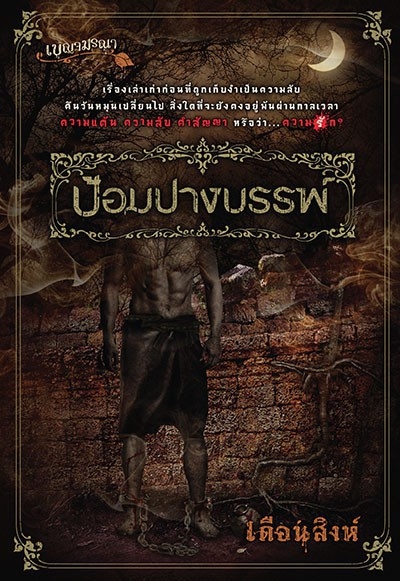 เบญจมรณา
เรื่องเล่าเก่าก่อนที่ถูกเก็บงำเป็นความลับ
คืนวันหมุนเปลี่ยนไป สิ่งใดที่จะยังคงอยู่พันผ่านกาลเวลา
ความแค้น ความลับ คำสัญญา หรือว่า...ความรัก?
ป้อมปางบรรพ์
เดือนสิงห์